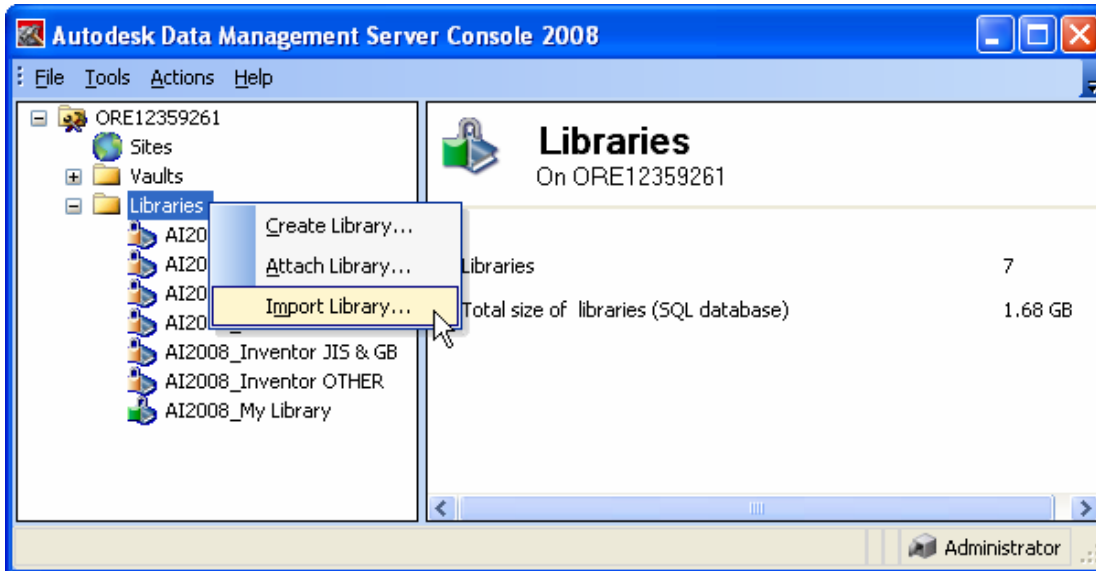 Autodesk Data Management Server Console 2008
File Tools Actions Help
ORE12359261
Sites
Vaults
Libraries
AI20
AI20
AI20
AI20
AI2008_Inventor JIS & GB
AI2008_Inventor OTHER
AI2008_My Library
Create Library...
Attach Library...
Import Library...
Libraries
On ORE12359261
Libraries 7
Total size of libraries (SQL database) 1.68 GB
Administrator